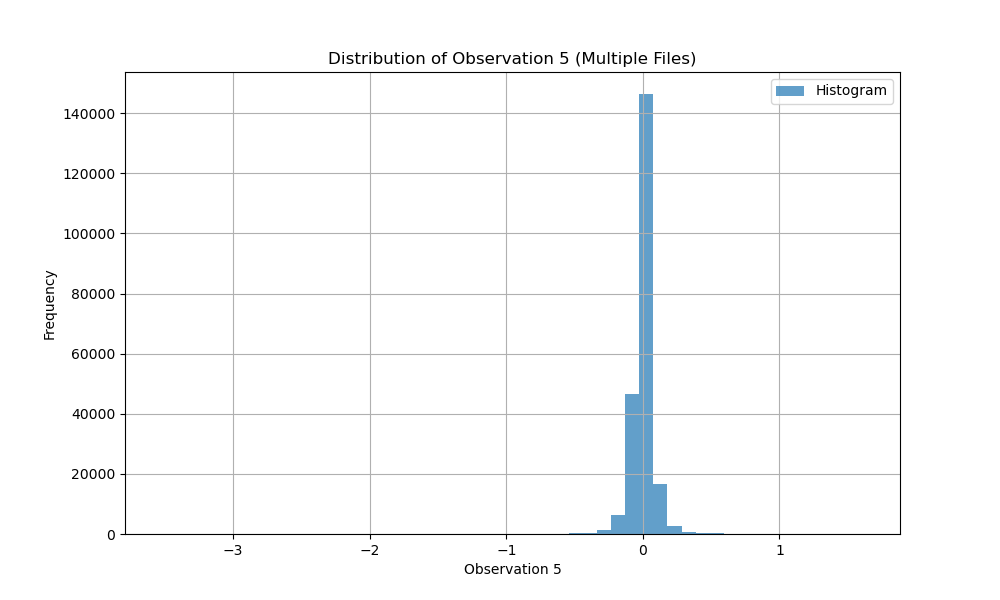 Distribution of Observation 5 (Multiple Files)
Histogram
140000
120000
100000
80000
60000
40000
20000
0
Frequency
−3 −2 −1 0 1
Observation 5